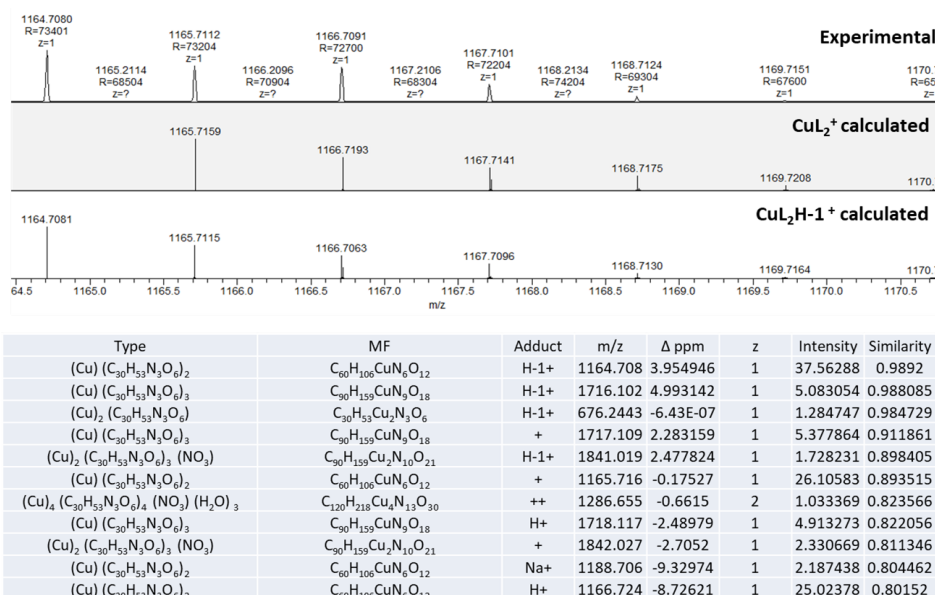 1164.7080
R=73401
z=1
1165.2114
R=68504
z=?
1165.7112
R=73204
z=1
1166.2096
R=70904
z=?
1166.7091
R=72700
z=1
1167.2106
R=68304
z=?
1167.7101
R=72204
z=1
1168.2134
R=74204
z=?
1168.7124
R=69304
z=1
1169.7151
R=67600
z=1
Experimental
CuL₂⁺ calculated
1165.7159
1166.7193
1167.7141
1168.7175
1169.7208
CuL₂H-1 ⁺ calculated
1164.7081
1165.7115
1166.7063
1167.7096
1168.7130
1169.7164
64.5 1165.0 1165.5 1166.0 1166.5 1167.0 1167.5 1168.0 1168.5 1169.0 1169.5 1170.0 1170.5
m/z
Type MF Adduct m/z Δ ppm z Intensity Similarity
(Cu) (C₃₀H₅₃N₃O₆)₂ C₆₀H₁₀₆CuN₆O₁₂ H-1+ 1164.708 3.954946 1 37.56288 0.9892
(Cu) (C₃₀H₅₃N₃O₆)₃ C₉₀H₁₅₉CuN₉O₁₈ H-1+ 1716.102 4.993142 1 5.083054 0.988085
(Cu)₂ (C₃₀H₅₃N₃O₆) C₃₀H₅₃Cu₂N₃O₆ H-1+ 676.2443 -6.43E-07 1 1.284747 0.984729
(Cu) (C₃₀H₅₃N₃O₆)₃ C₉₀H₁₅₉CuN₉O₁₈ + 1717.109 2.283159 1 5.377864 0.911861
(Cu)₂ (C₃₀H₅₃N₃O₆)₃ (NO₃) C₉₀H₁₅₉Cu₂N₁₀O₂₁ H-1+ 1841.019 2.477824 1 1.728231 0.898405
(Cu) (C₃₀H₅₃N₃O₆)₂ C₆₀H₁₀₆CuN₆O₁₂ + 1165.716 -0.17527 1 26.10583 0.893515
(Cu)₄ (C₃₀H₅₃N₃O₆)₄ (NO₃) (H₂O) ₃ C₁₂₀H₂₁₈Cu₄N₁₃O₃₀ ++ 1286.655 -0.6615 2 1.033369 0.823566
(Cu) (C₃₀H₅₃N₃O₆)₃ C₉₀H₁₅₉CuN₉O₁₈ H+ 1718.117 -2.48979 1 4.913273 0.822056
(Cu)₂ (C₃₀H₅₃N₃O₆)₃ (NO₃) C₉₀H₁₅₉Cu₂N₁₀O₂₁ + 1842.027 -2.7052 1 2.330669 0.811346
(Cu) (C₃₀H₅₃N₃O₆)₂ C₆₀H₁₀₆CuN₆O₁₂ Na+ 1188.706 -9.32974 1 2.187438 0.804462
(Cu) (C₃₀H₅₃N₃O₆)₂ C₆₀H₁₀₆CuN₆O₁₂ H+ 1166.724 -8.72621 1 25.02378 0.80152